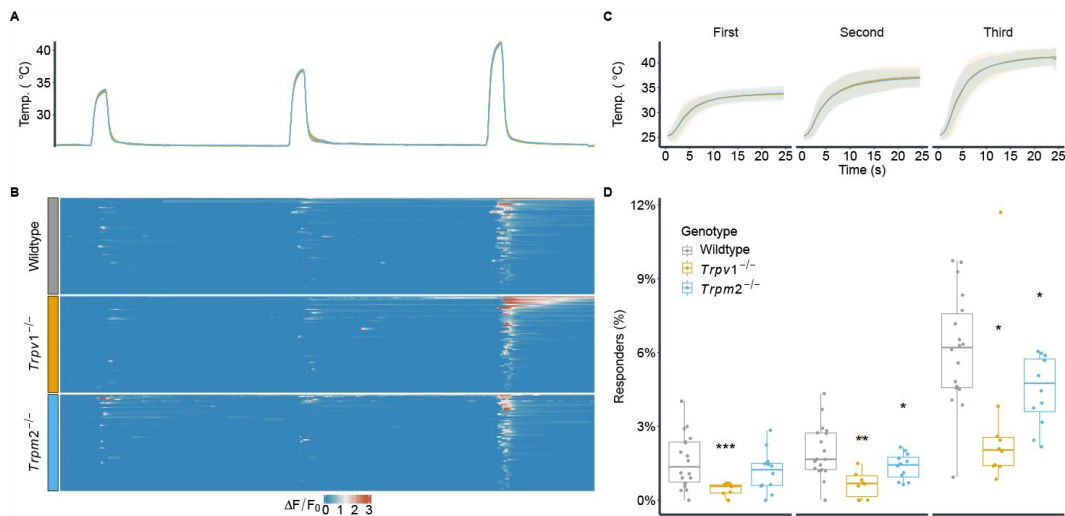 A
Temp. ( °C)
40
35
30
B
Wildtype
Trpv1−/−
Trpm2−/−
ΔF/F0
0 1 2 3
C
First Second Third
Temp. ( °C)
40
35
30
25
0 5 10 15 20 25 0 5 10 15 20 25 0 5 10 15 20 25
Time (s)
D
Responders (%)
12%
9%
6%
3%
0%
Genotype
Wildtype
Trpv1−/−
Trpm2−/−
*** ** * * *